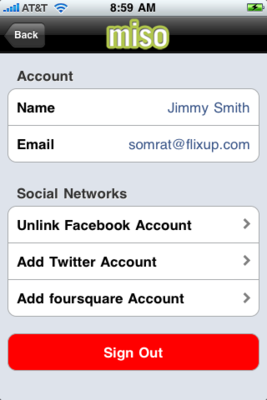 AT&T 8:59 AM
Back miso
Account
Name Jimmy Smith
Email somrat@flixup.com
Social Networks
Unlink Facebook Account
Add Twitter Account
Add foursquare Account
Sign Out